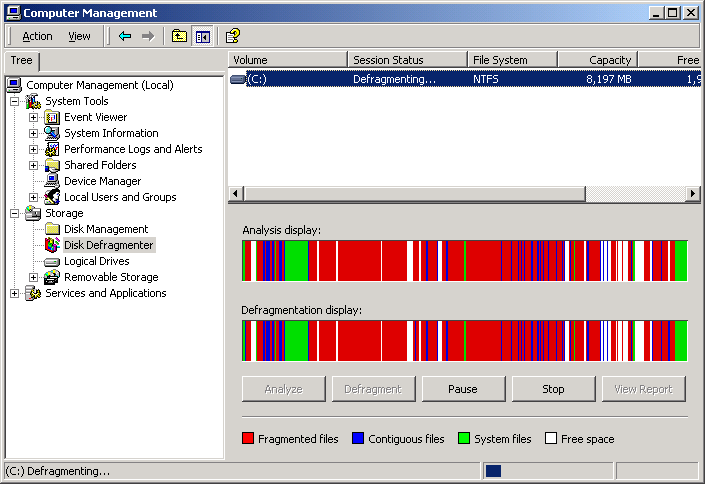 Computer Management
Action View
Tree
Computer Management (Local)
System Tools
Event Viewer
System Information
Performance Logs and Alerts
Shared Folders
Device Manager
Local Users and Groups
Storage
Disk Management
Disk Defragmenter
Logical Drives
Removable Storage
Services and Applications
Volume Session Status File System Capacity Free
(C:) Defragmenting... NTFS 8,197 MB 1,9
Analysis display:
Defragmentation display:
Analyze Defragment Pause Stop View Report
Fragmented files Contiguous files System files Free space
(C:) Defragmenting...